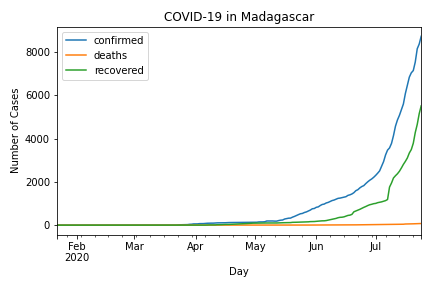 COVID-19 in Madagascar
confirmed
deaths
recovered
8000
6000
4000
2000
0
Number of Cases
Feb Mar Apr May Jun Jul
2020
Day